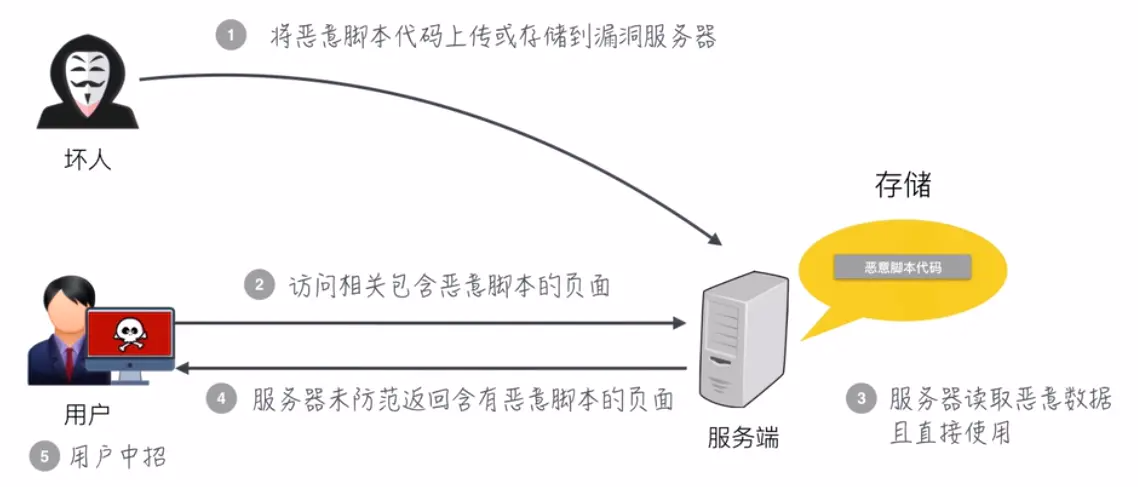 1 将恶意脚本代码上传或存储到漏洞服务器
坏人
存储
恶意脚本代码
2 访问相关包含恶意脚本的页面
4 服务器未防范返回含有恶意脚本的页面
3 服务器读取恶意数据
且直接使用
用户
服务端
5 用户中招